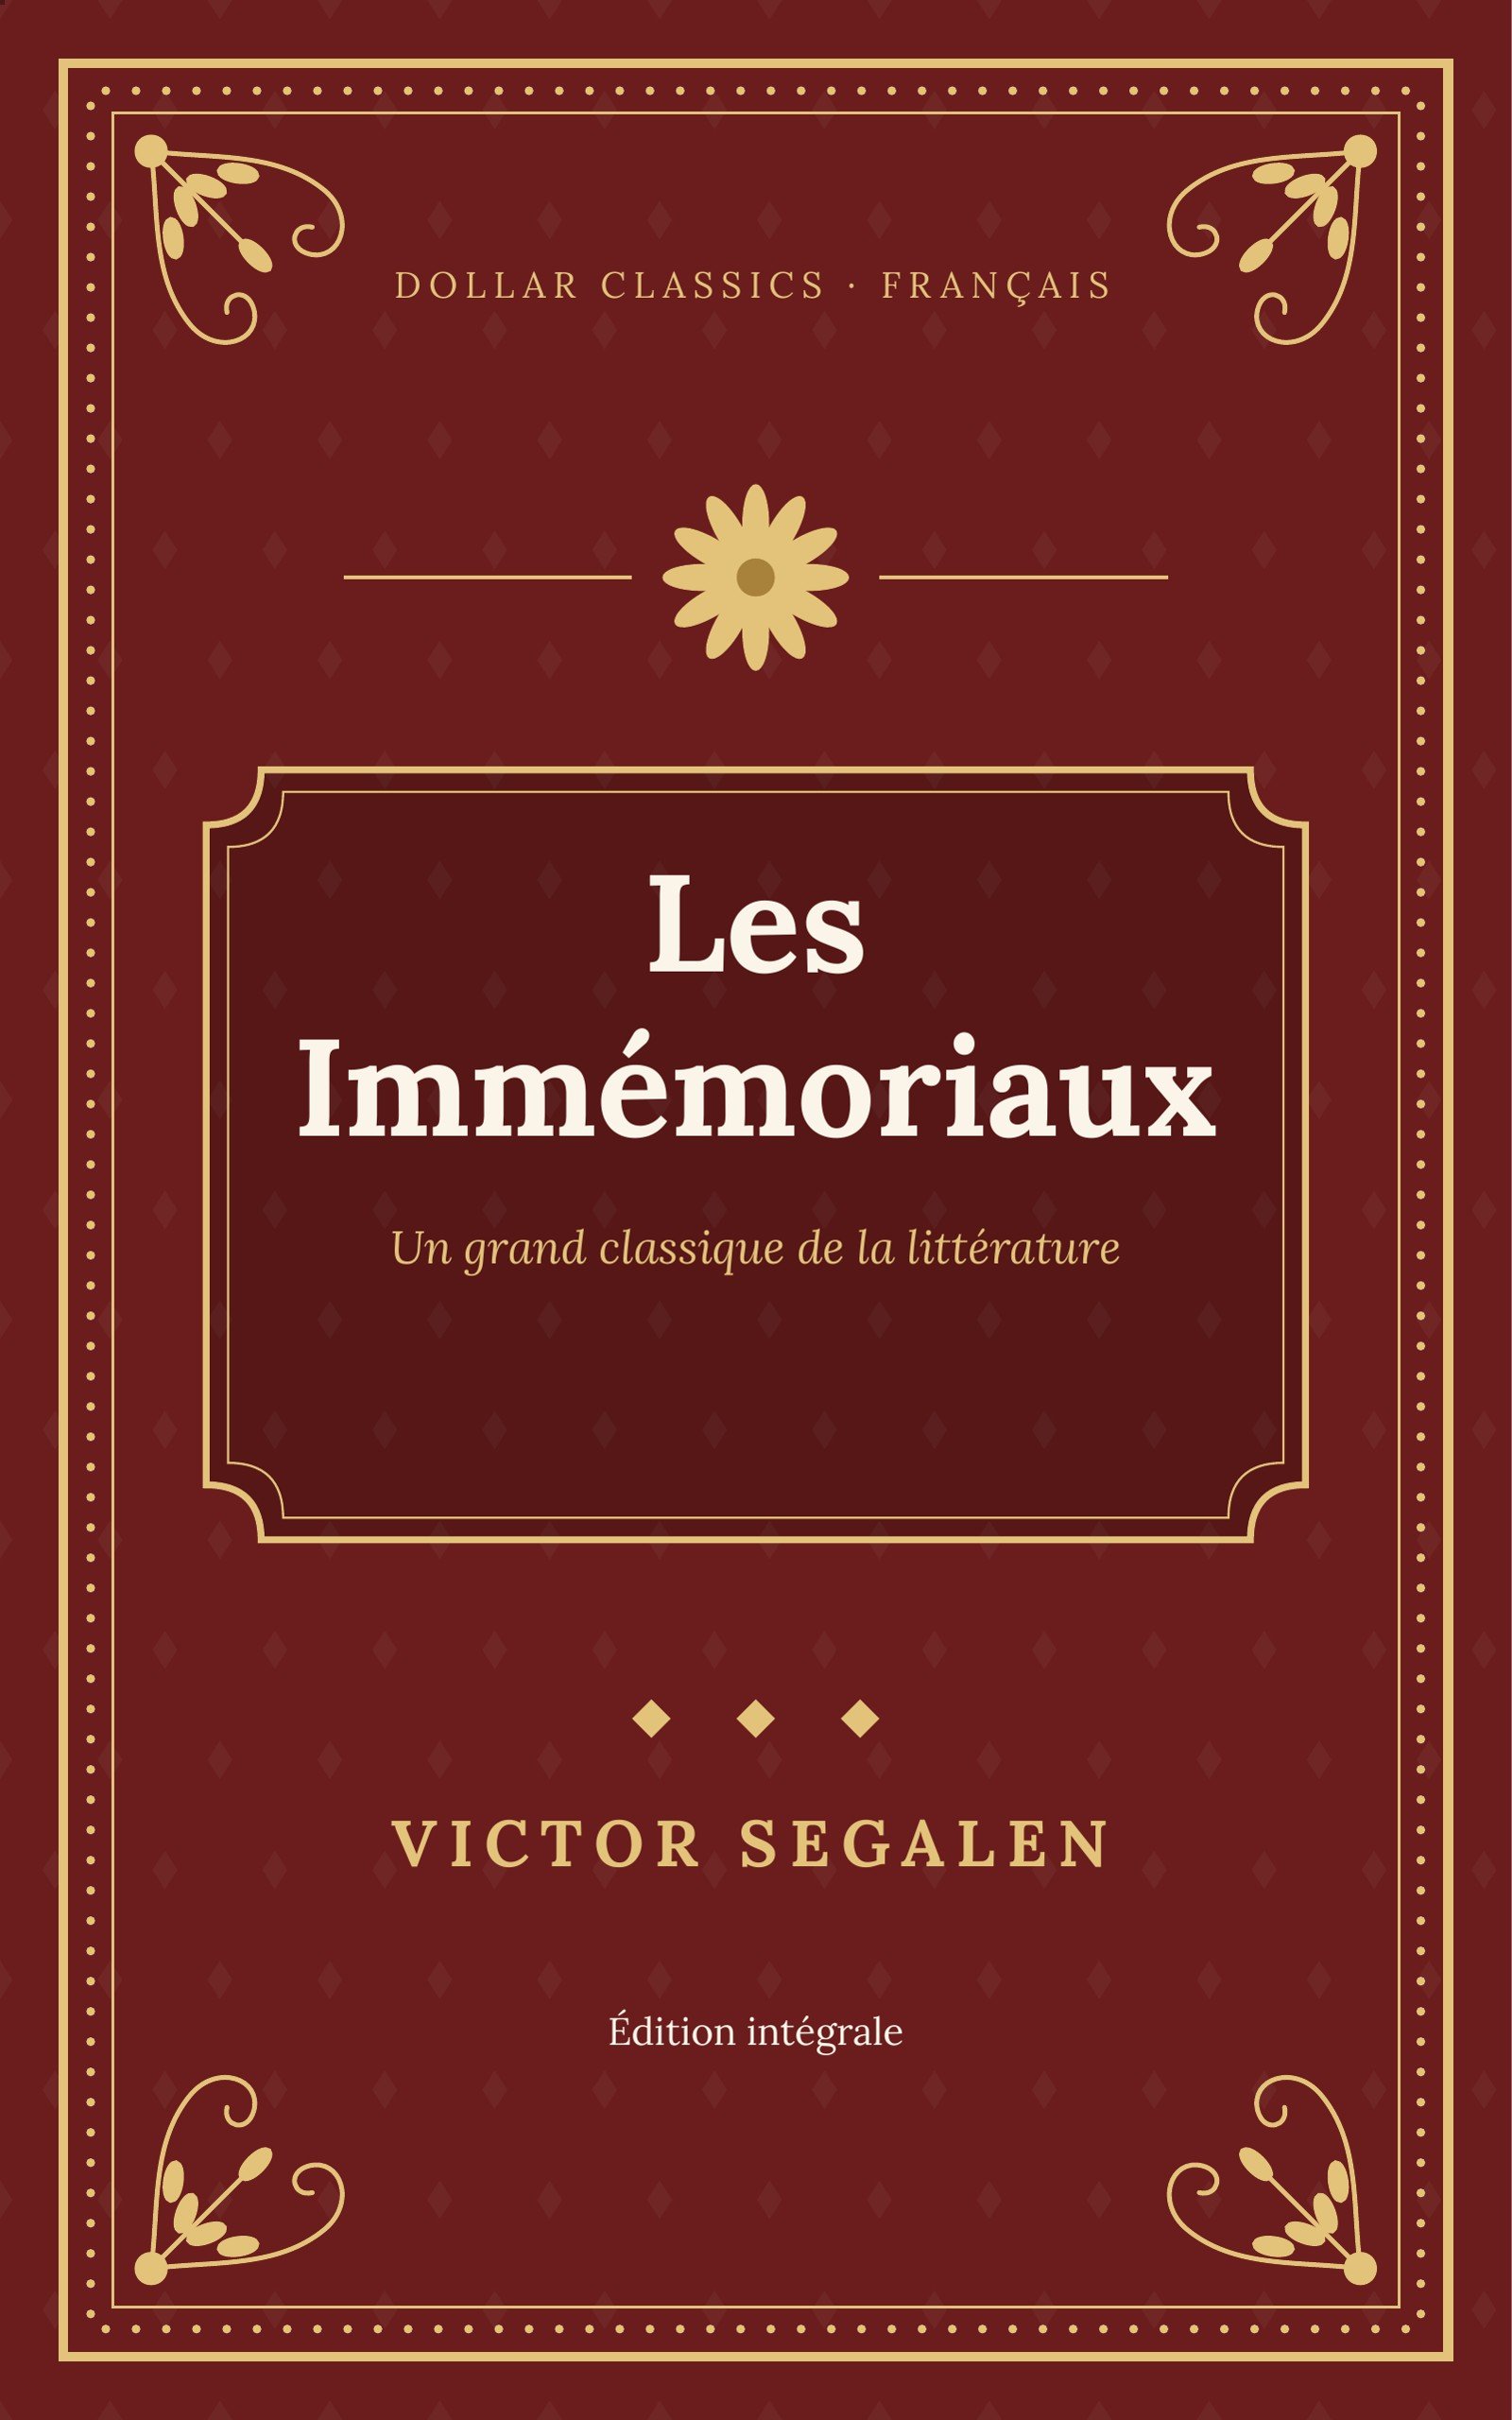 DOLLAR CLASSICS · FRANÇAIS
Les
Immémoriaux
Un grand classique de la littérature
VICTOR SEGALEN
Édition intégrale